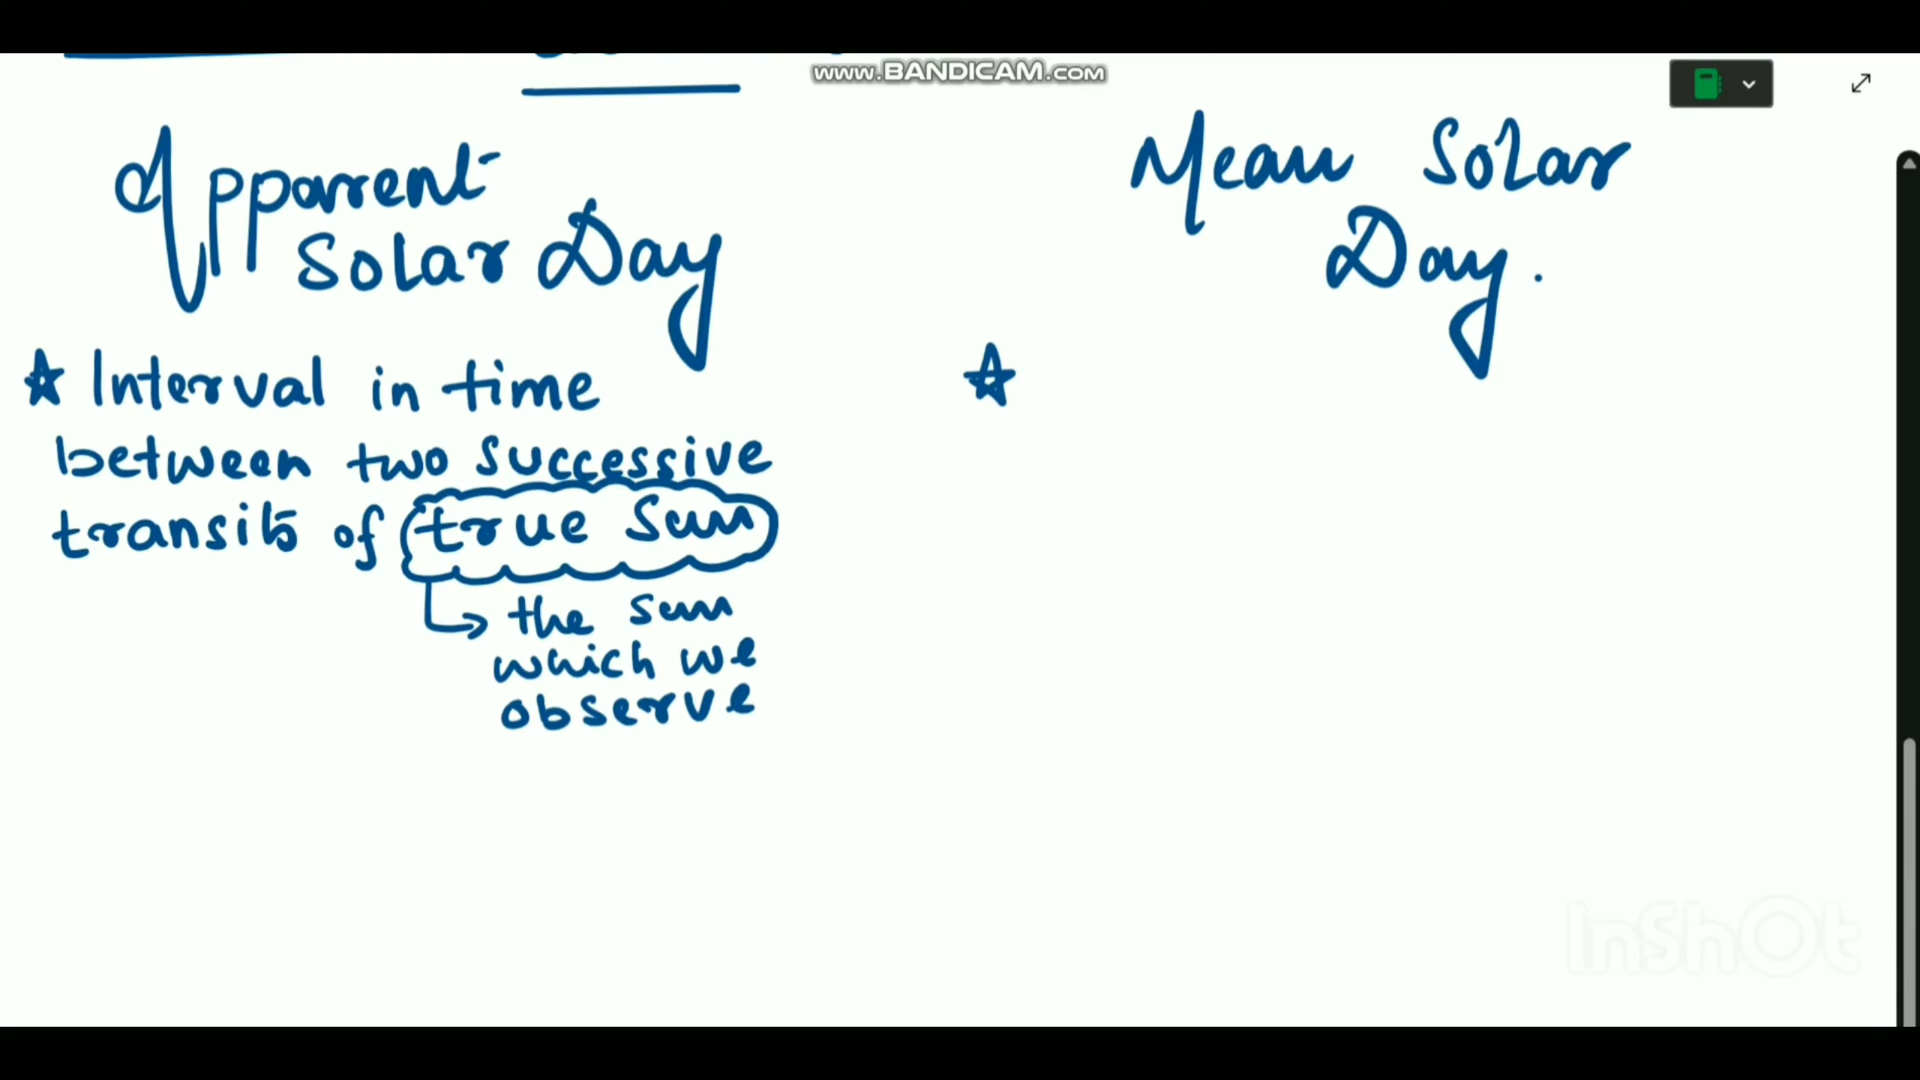 www.BANDICAM.com
Apparent
Solar Day
Mean Solar
Day.
☆ Interval in time
between two successive
transits of true Sun
↳ the sun
which we
observe
☆
InShOt